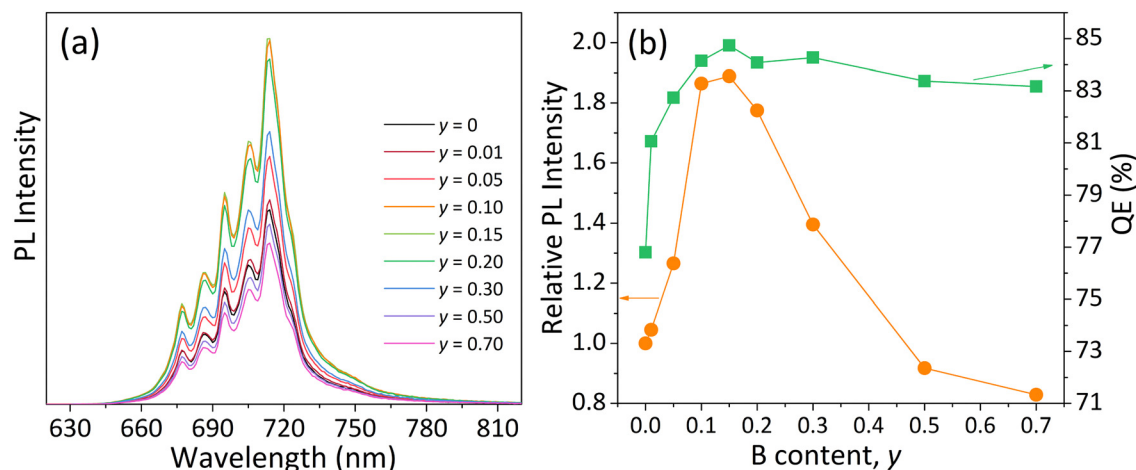 (a)
PL Intensity
y = 0
y = 0.01
y = 0.05
y = 0.10
y = 0.15
y = 0.20
y = 0.30
y = 0.50
y = 0.70
630 660 690 720 750 780 810
Wavelength (nm)
(b)
Relative PL Intensity
2.0
1.8
1.6
1.4
1.2
1.0
0.8
85
83
81
79
77
75
73
71
QE (%)
0.0 0.1 0.2 0.3 0.4 0.5 0.6 0.7
B content, y